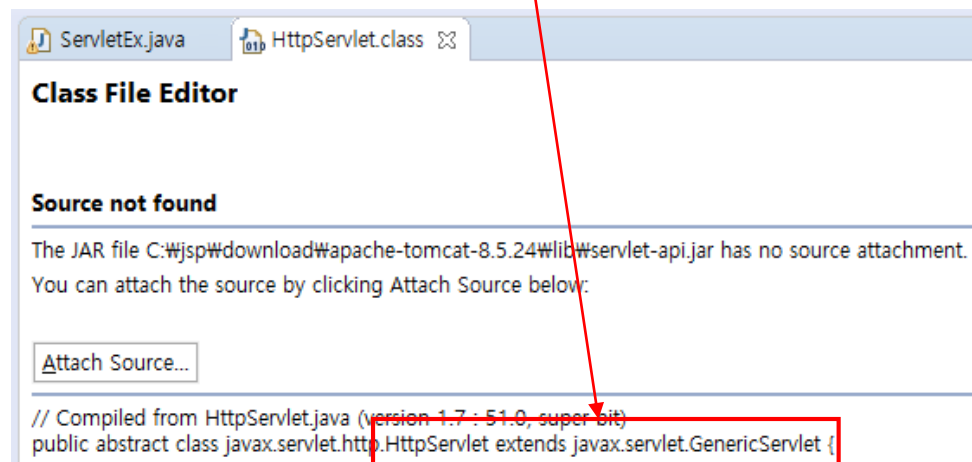 ServletEx.java
HttpServlet.class
Class File Editor
Source not found
The JAR file C:₩jsp₩download₩apache-tomcat-8.5.24₩lib₩servlet-api.jar has no source attachment.
You can attach the source by clicking Attach Source below:
Attach Source...
// Compiled from HttpServlet.java (version 1.7 : 51.0, super bit)
public abstract class javax.servlet.http.HttpServlet extends javax.servlet.GenericServlet {